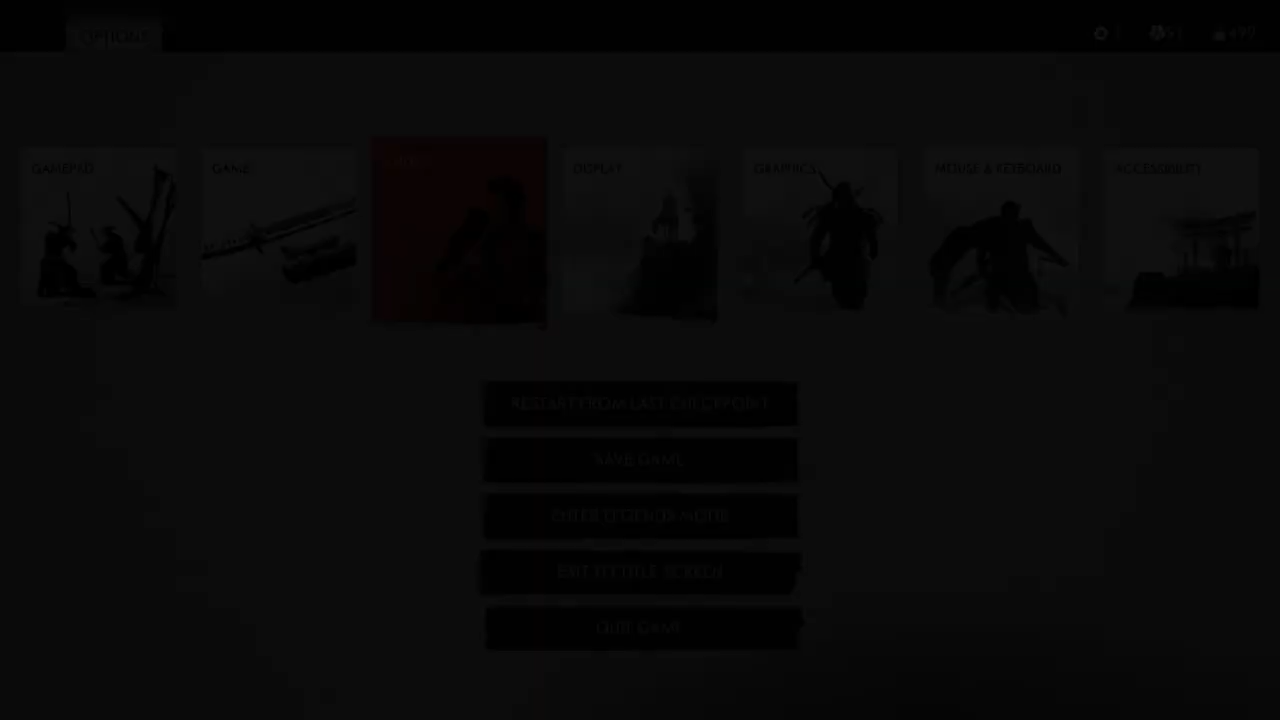 OPTIONS
GAMEPAD
GAME
DISPLAY
GRAPHICS
MOUSE & KEYBOARD
ACCESSIBILITY
RESTART FROM LAST CHECKPOINT
SAVE GAME
ENTER LEGENDS MODE
EXIT TO TITLE SCREEN
QUIT GAME